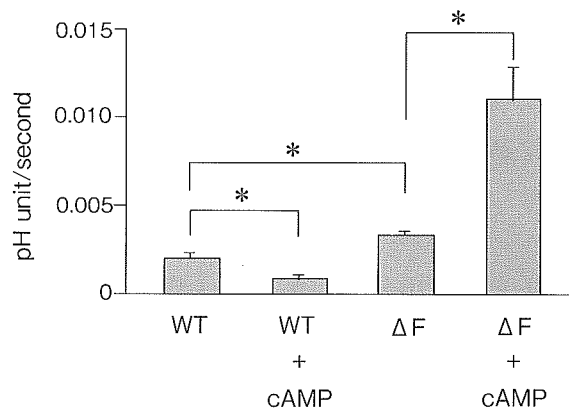 0.015
*
0.010
*
0.005
*
0
pH unit/second
WT
WT
+
cAMP
ΔF
ΔF
+
cAMP